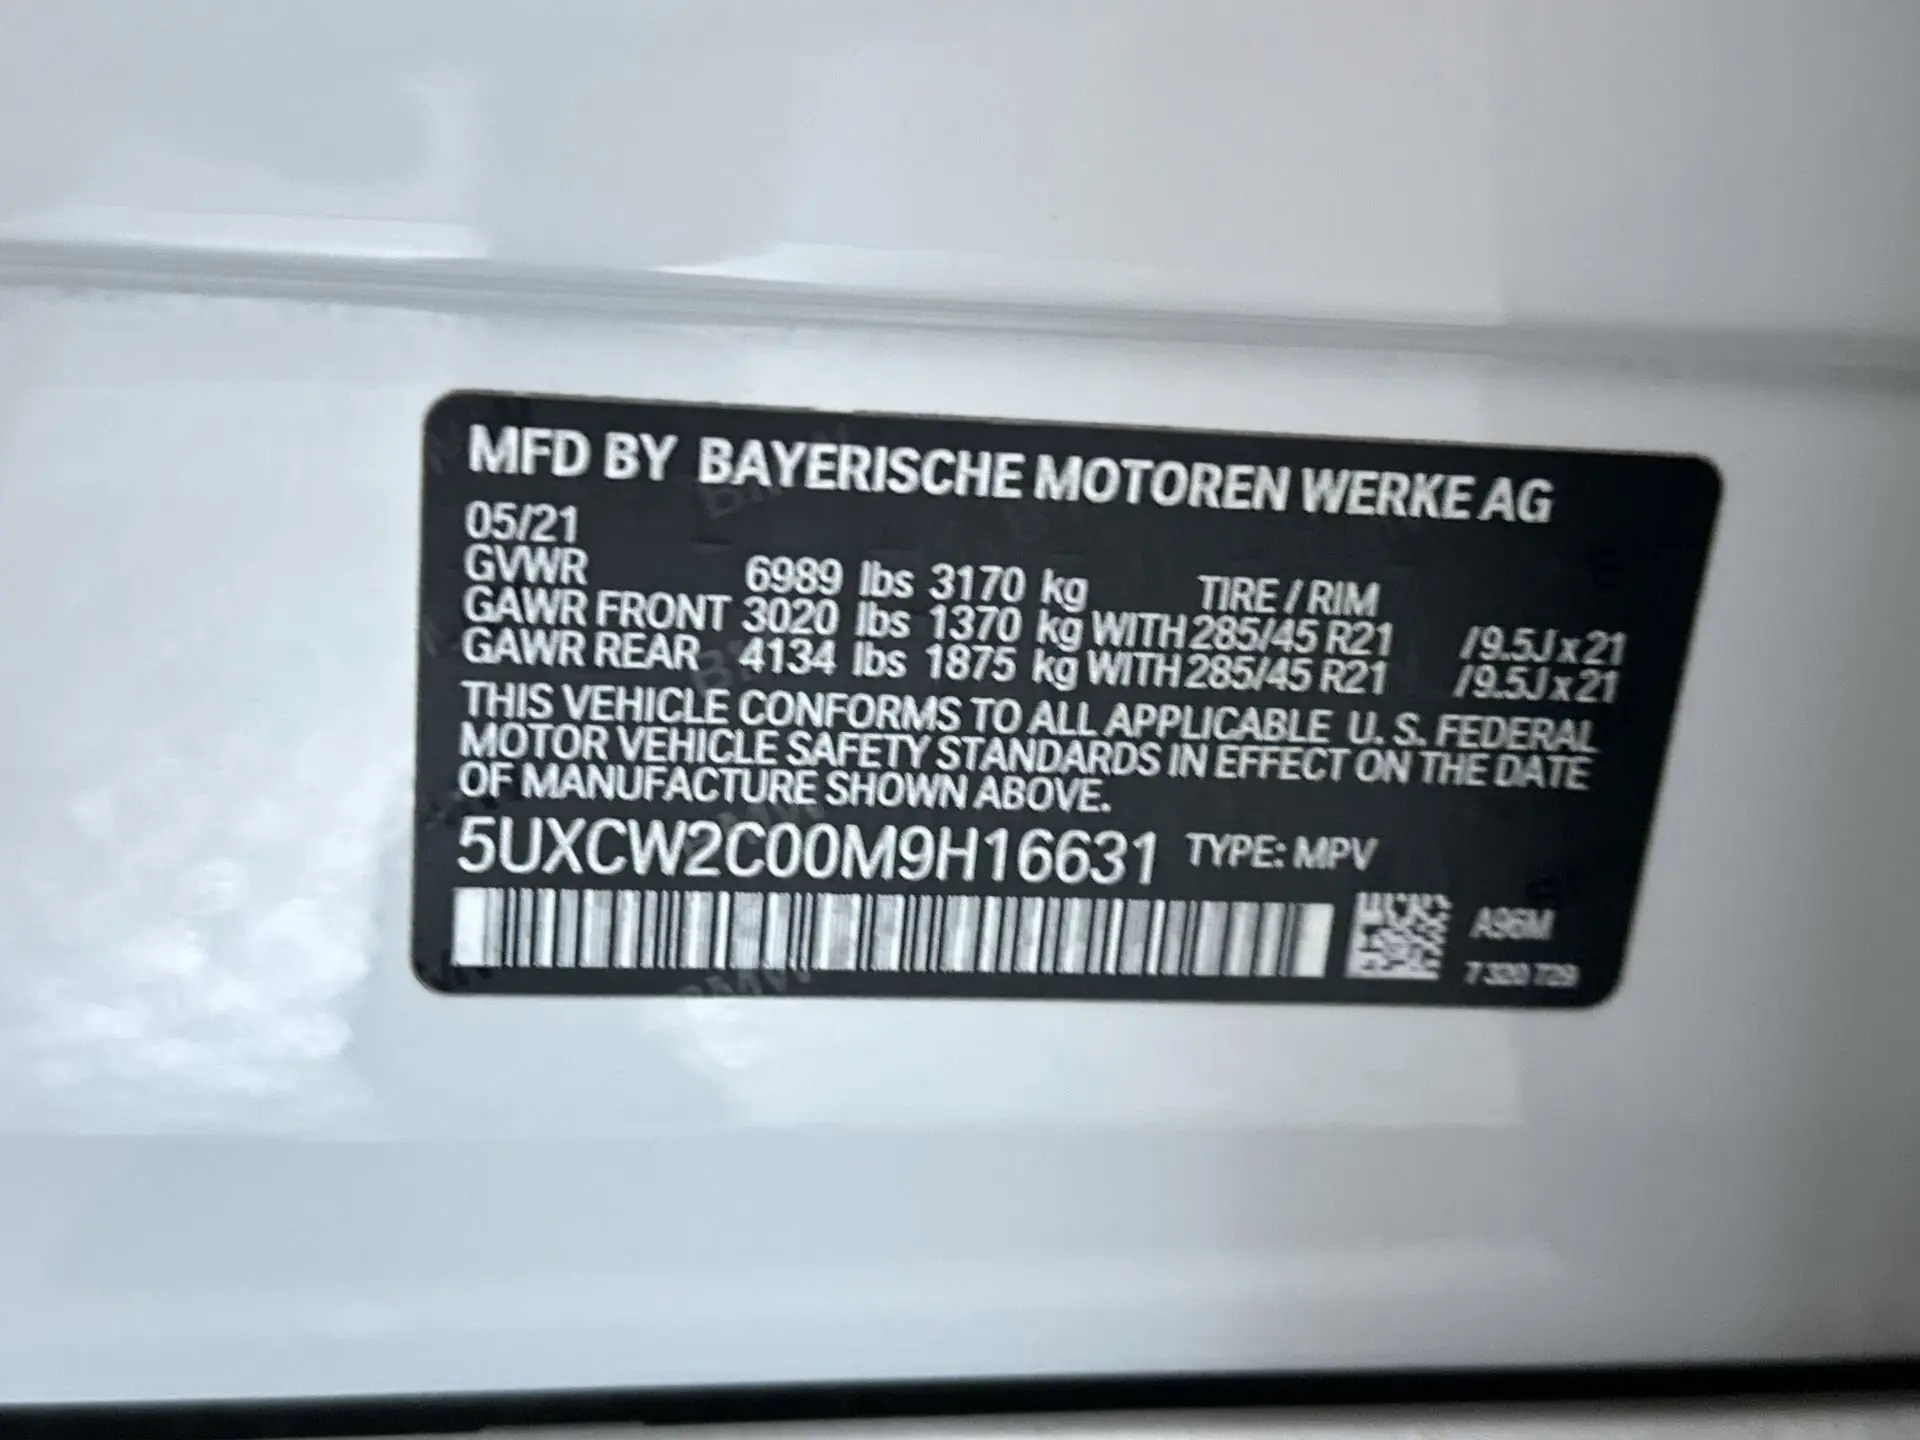 MFD BY BAYERISCHE MOTOREN WERKE AG
05/21
GVWR 6989 lbs 3170 kg TIRE / RIM
GAWR FRONT 3020 lbs 1370 kg WITH 285/45 R21 /9.5J x 21
GAWR REAR 4134 lbs 1875 kg WITH 285/45 R21 /9.5J x 21
THIS VEHICLE CONFORMS TO ALL APPLICABLE U. S. FEDERAL
MOTOR VEHICLE SAFETY STANDARDS IN EFFECT ON THE DATE
OF MANUFACTURE SHOWN ABOVE.
5UXCW2C00M9H16631 TYPE: MPV
A96M
7 320 729